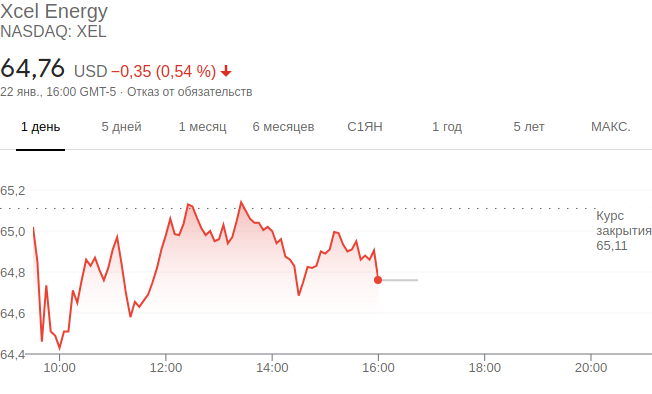 Xcel Energy
NASDAQ: XEL
64,76 USD −0,35 (0,54 %)
22 янв., 16:00 GMT-5 · Отказ от обязательств
1 день 5 дней 1 месяц 6 месяцев С1ЯН 1 год 5 лет МАКС.
65,2
Курс
закрытия
65,11
65,0
64,8
64,6
64,4
10:00 12:00 14:00 16:00 18:00 20:00